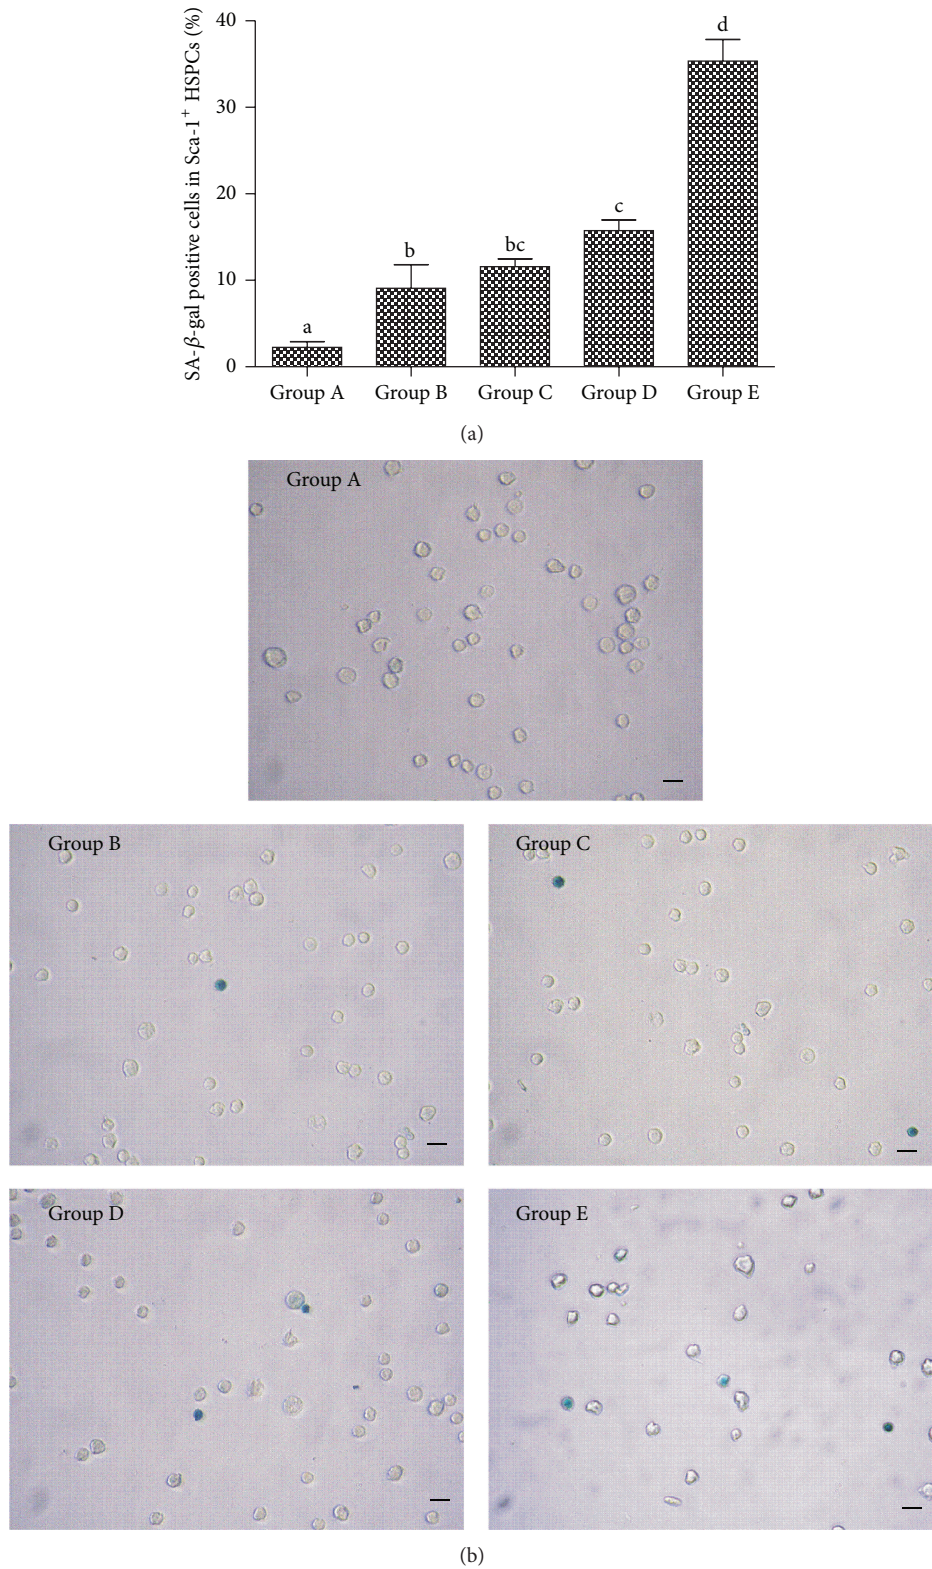 SA-β-gal positive cells in Sca-1⁺ HSPCs (%)
40
30
20
10
0
a
b
bc
c
d
Group A
Group B
Group C
Group D
Group E
(a)
Group A
Group B
Group C
Group D
Group E
(b)